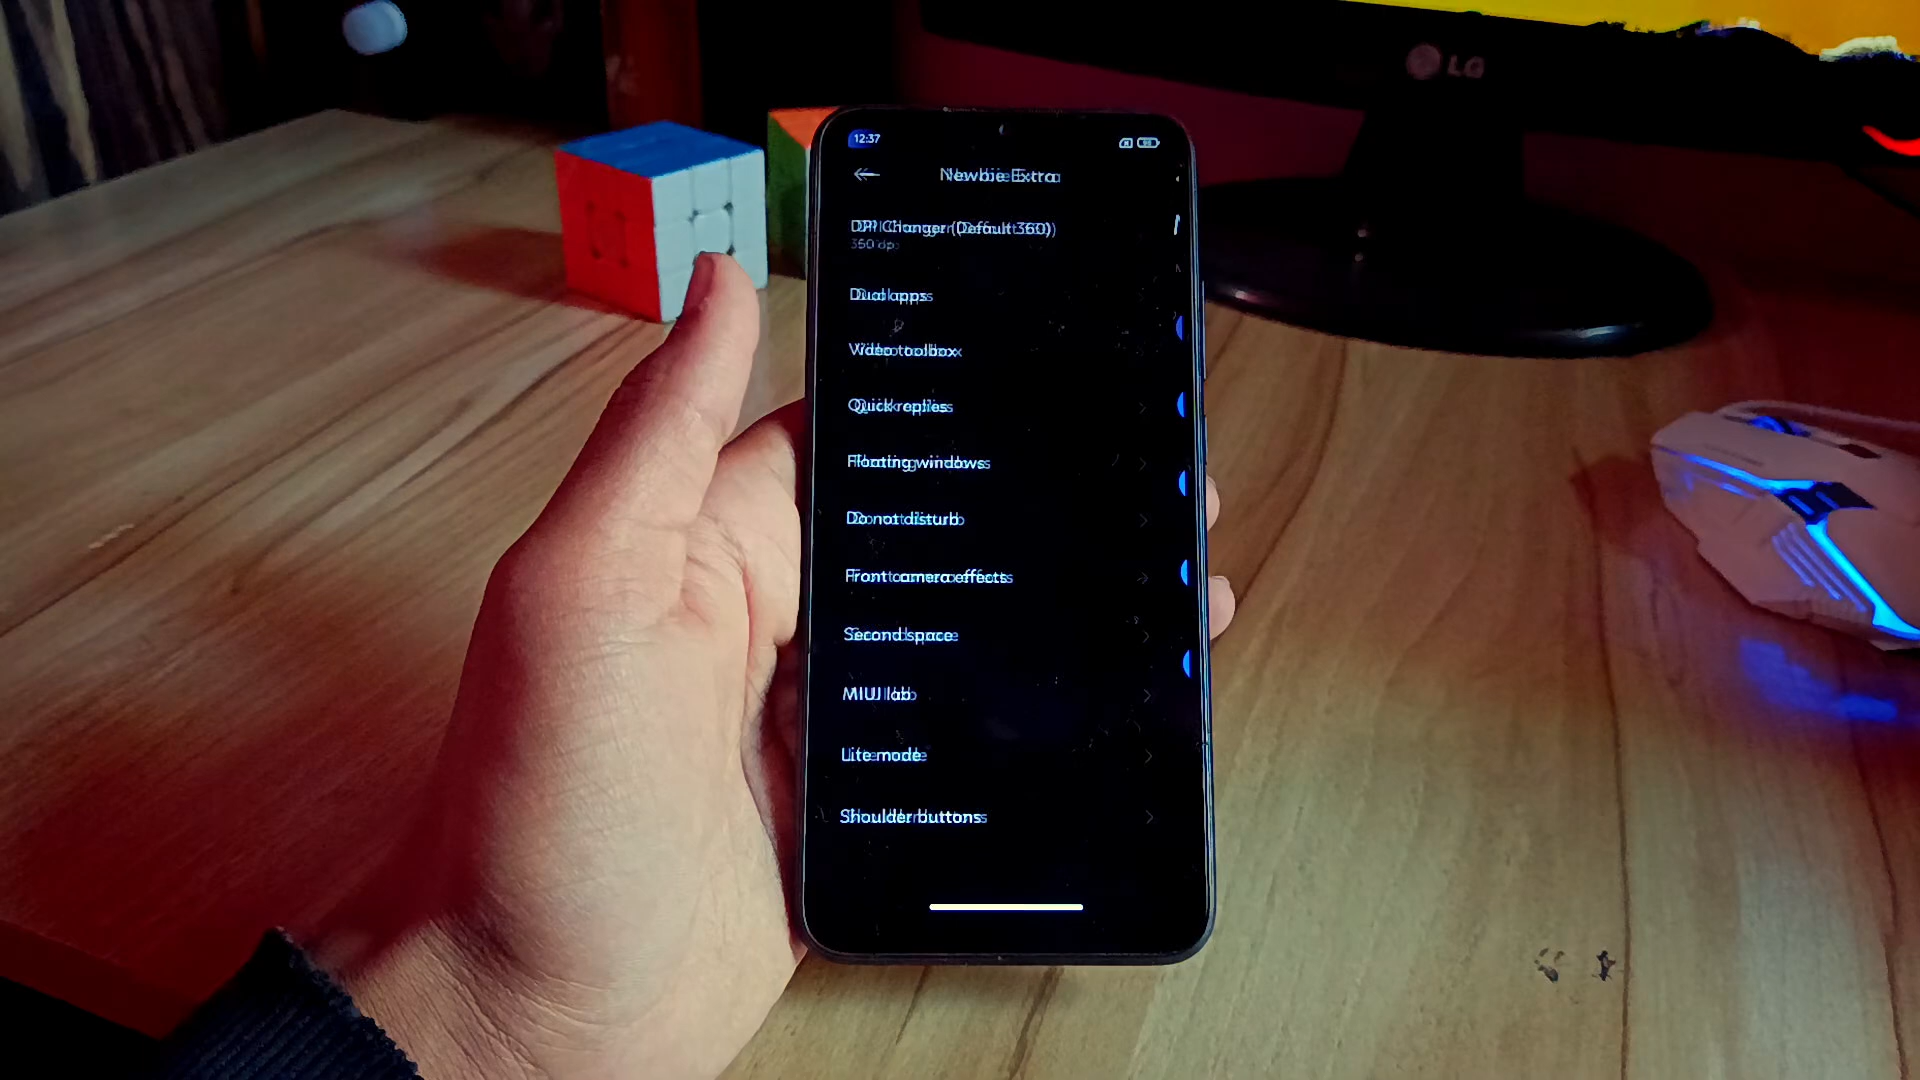 LG
12:37
Newbie Extra
DPI Changer (Default 360)
360 dp
Dual apps
Video toolbox
Quick replies
Floating windows
Do not disturb
Front camera effects
Second space
MIUI lab
Lite mode
Shoulder buttons